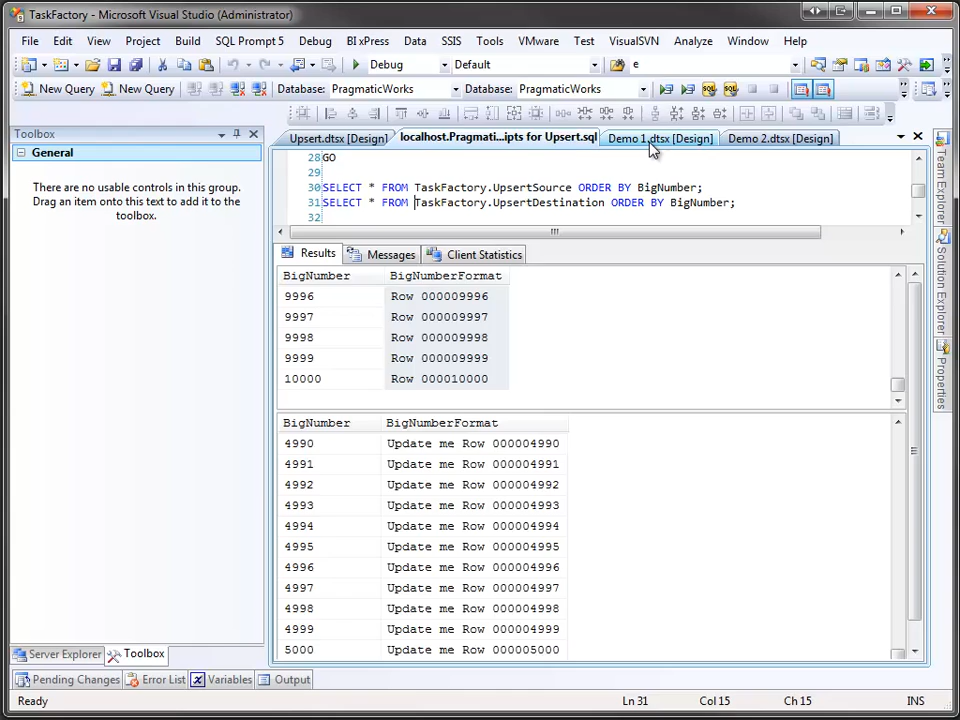 TaskFactory - Microsoft Visual Studio (Administrator)
File Edit View Project Build SQL Prompt 5 Debug BI xPress Data SSIS Tools VMware Test VisualSVN Analyze Window Help
Debug Default e
New Query New Query Database: PragmaticWorks Database: PragmaticWorks
Toolbox
Upsert.dtsx [Design] localhost.Pragmati...ipts for Upsert.sql Demo 1.dtsx [Design] Demo 2.dtsx [Design]
General
There are no usable controls in this group.
Drag an item onto this text to add it to the
toolbox.
28 GO
29
30 SELECT * FROM TaskFactory.UpsertSource ORDER BY BigNumber;
31 SELECT * FROM TaskFactory.UpsertDestination ORDER BY BigNumber;
32
Results Messages Client Statistics
BigNumber BigNumberFormat
9996 Row 000009996
9997 Row 000009997
9998 Row 000009998
9999 Row 000009999
10000 Row 000010000
BigNumber BigNumberFormat
4990 Update me Row 000004990
4991 Update me Row 000004991
4992 Update me Row 000004992
4993 Update me Row 000004993
4994 Update me Row 000004994
4995 Update me Row 000004995
4996 Update me Row 000004996
4997 Update me Row 000004997
4998 Update me Row 000004998
4999 Update me Row 000004999
5000 Update me Row 000005000
Team Explorer
Solution Explorer
Properties
Server Explorer Toolbox
Pending Changes Error List Variables Output
Ready Ln 31 Col 15 Ch 15 INS